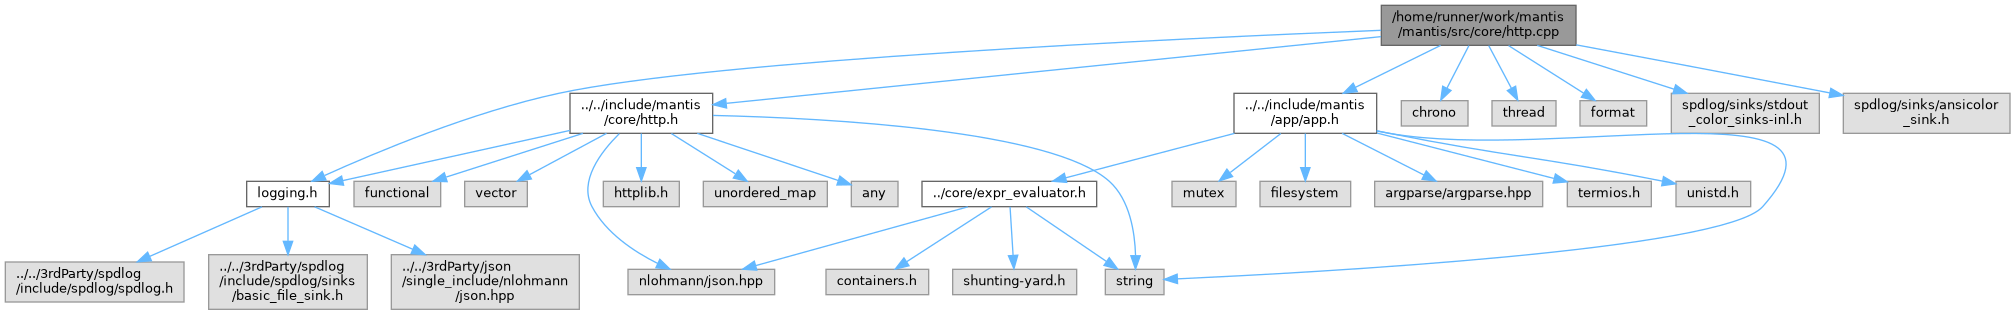 /home/runner/work/mantis
/mantis/src/core/http.cpp
../../include/mantis
/core/http.h
../../include/mantis
/app/app.h
chrono
thread
format
spdlog/sinks/stdout
_color_sinks-inl.h
spdlog/sinks/ansicolor
_sink.h
logging.h
functional
vector
httplib.h
unordered_map
any
../core/expr_evaluator.h
mutex
filesystem
argparse/argparse.hpp
termios.h
unistd.h
../../3rdParty/spdlog
/include/spdlog/spdlog.h
../../3rdParty/spdlog
/include/spdlog/sinks
/basic_file_sink.h
../../3rdParty/json
/single_include/nlohmann
/json.hpp
nlohmann/json.hpp
containers.h
shunting-yard.h
string